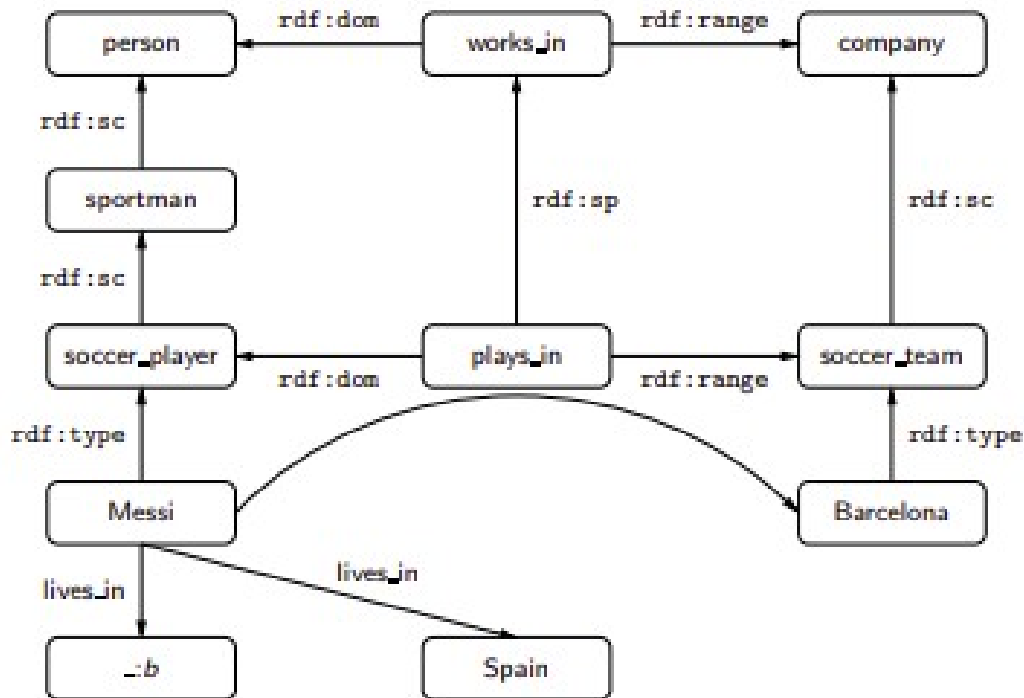 rdf:dom
rdf:range
person
works_in
company
rdf:sc
sportman
rdf:sp
rdf:sc
rdf:sc
soccer_player
plays_in
soccer_team
rdf:dom
rdf:range
rdf:type
rdf:type
Messi
Barcelona
lives_in
lives_in
_:b
Spain